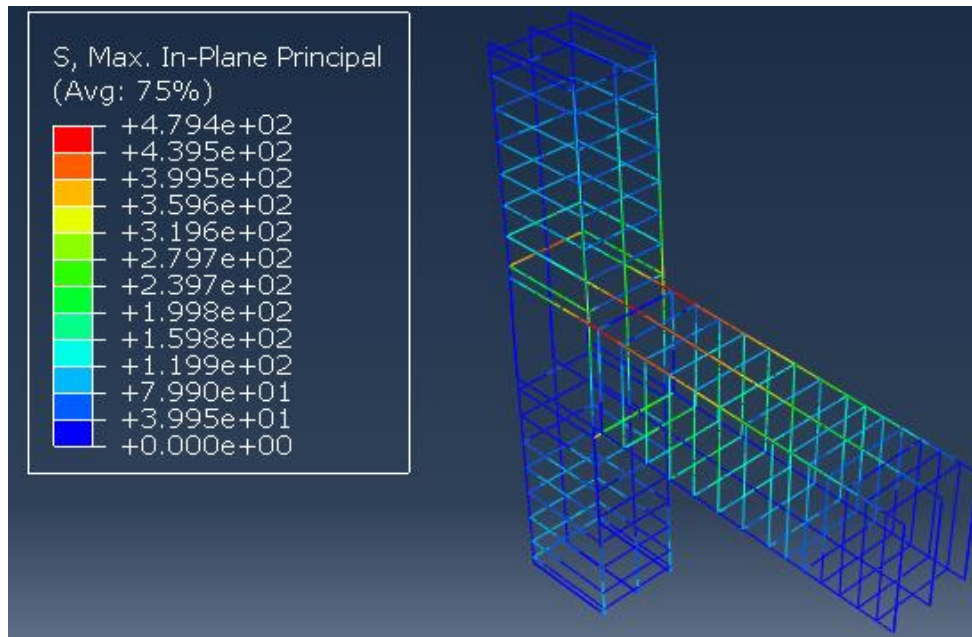 S, Max. In-Plane Principal
(Avg: 75%)
+4.794e+02
+4.395e+02
+3.995e+02
+3.596e+02
+3.196e+02
+2.797e+02
+2.397e+02
+1.998e+02
+1.598e+02
+1.199e+02
+7.990e+01
+3.995e+01
+0.000e+00